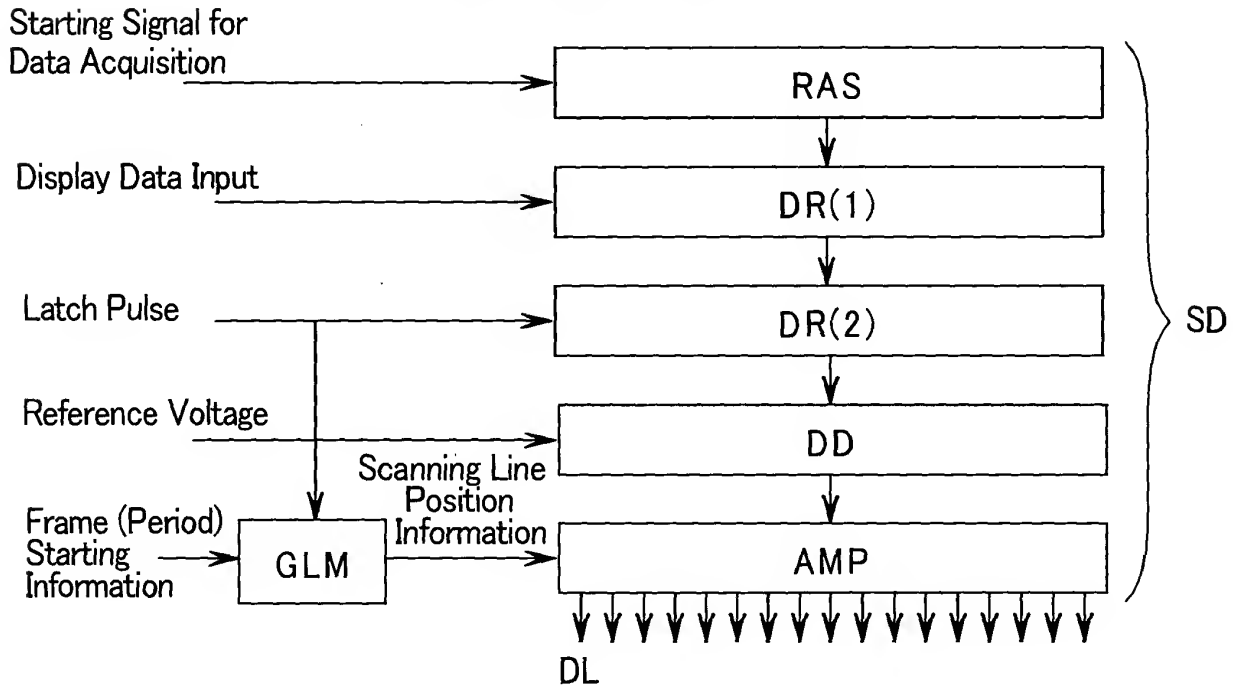 Starting Signal for
Data Acquisition
RAS
Display Data Input
DR(1)
Latch Pulse
DR(2)
SD
Reference Voltage
DD
Scanning Line
Position
Information
Frame (Period)
Starting
Information
GLM
AMP
DL